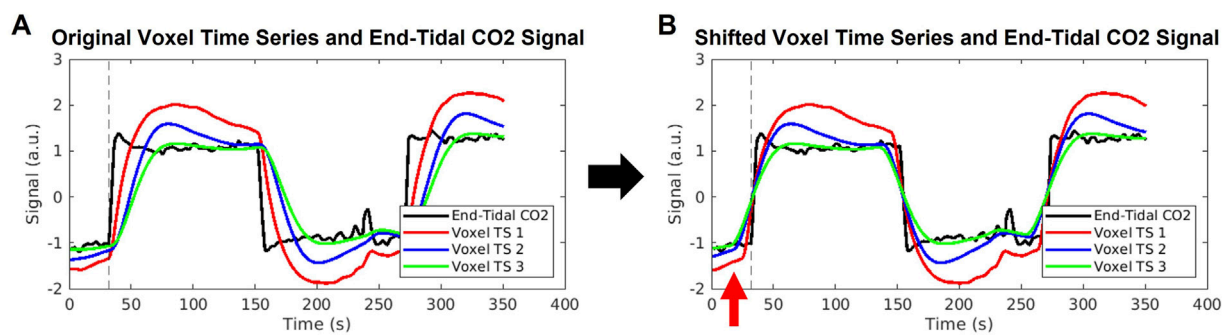 A Original Voxel Time Series and End-Tidal CO2 Signal
3
2
1
0
-1
-2
Signal (a.u.)
0 50 100 150 200 250 300 350 400
Time (s)
End-Tidal CO2
Voxel TS 1
Voxel TS 2
Voxel TS 3
B Shifted Voxel Time Series and End-Tidal CO2 Signal
3
2
1
0
-1
-2
Signal (a.u.)
0 50 100 150 200 250 300 350 400
Time (s)
End-Tidal CO2
Voxel TS 1
Voxel TS 2
Voxel TS 3